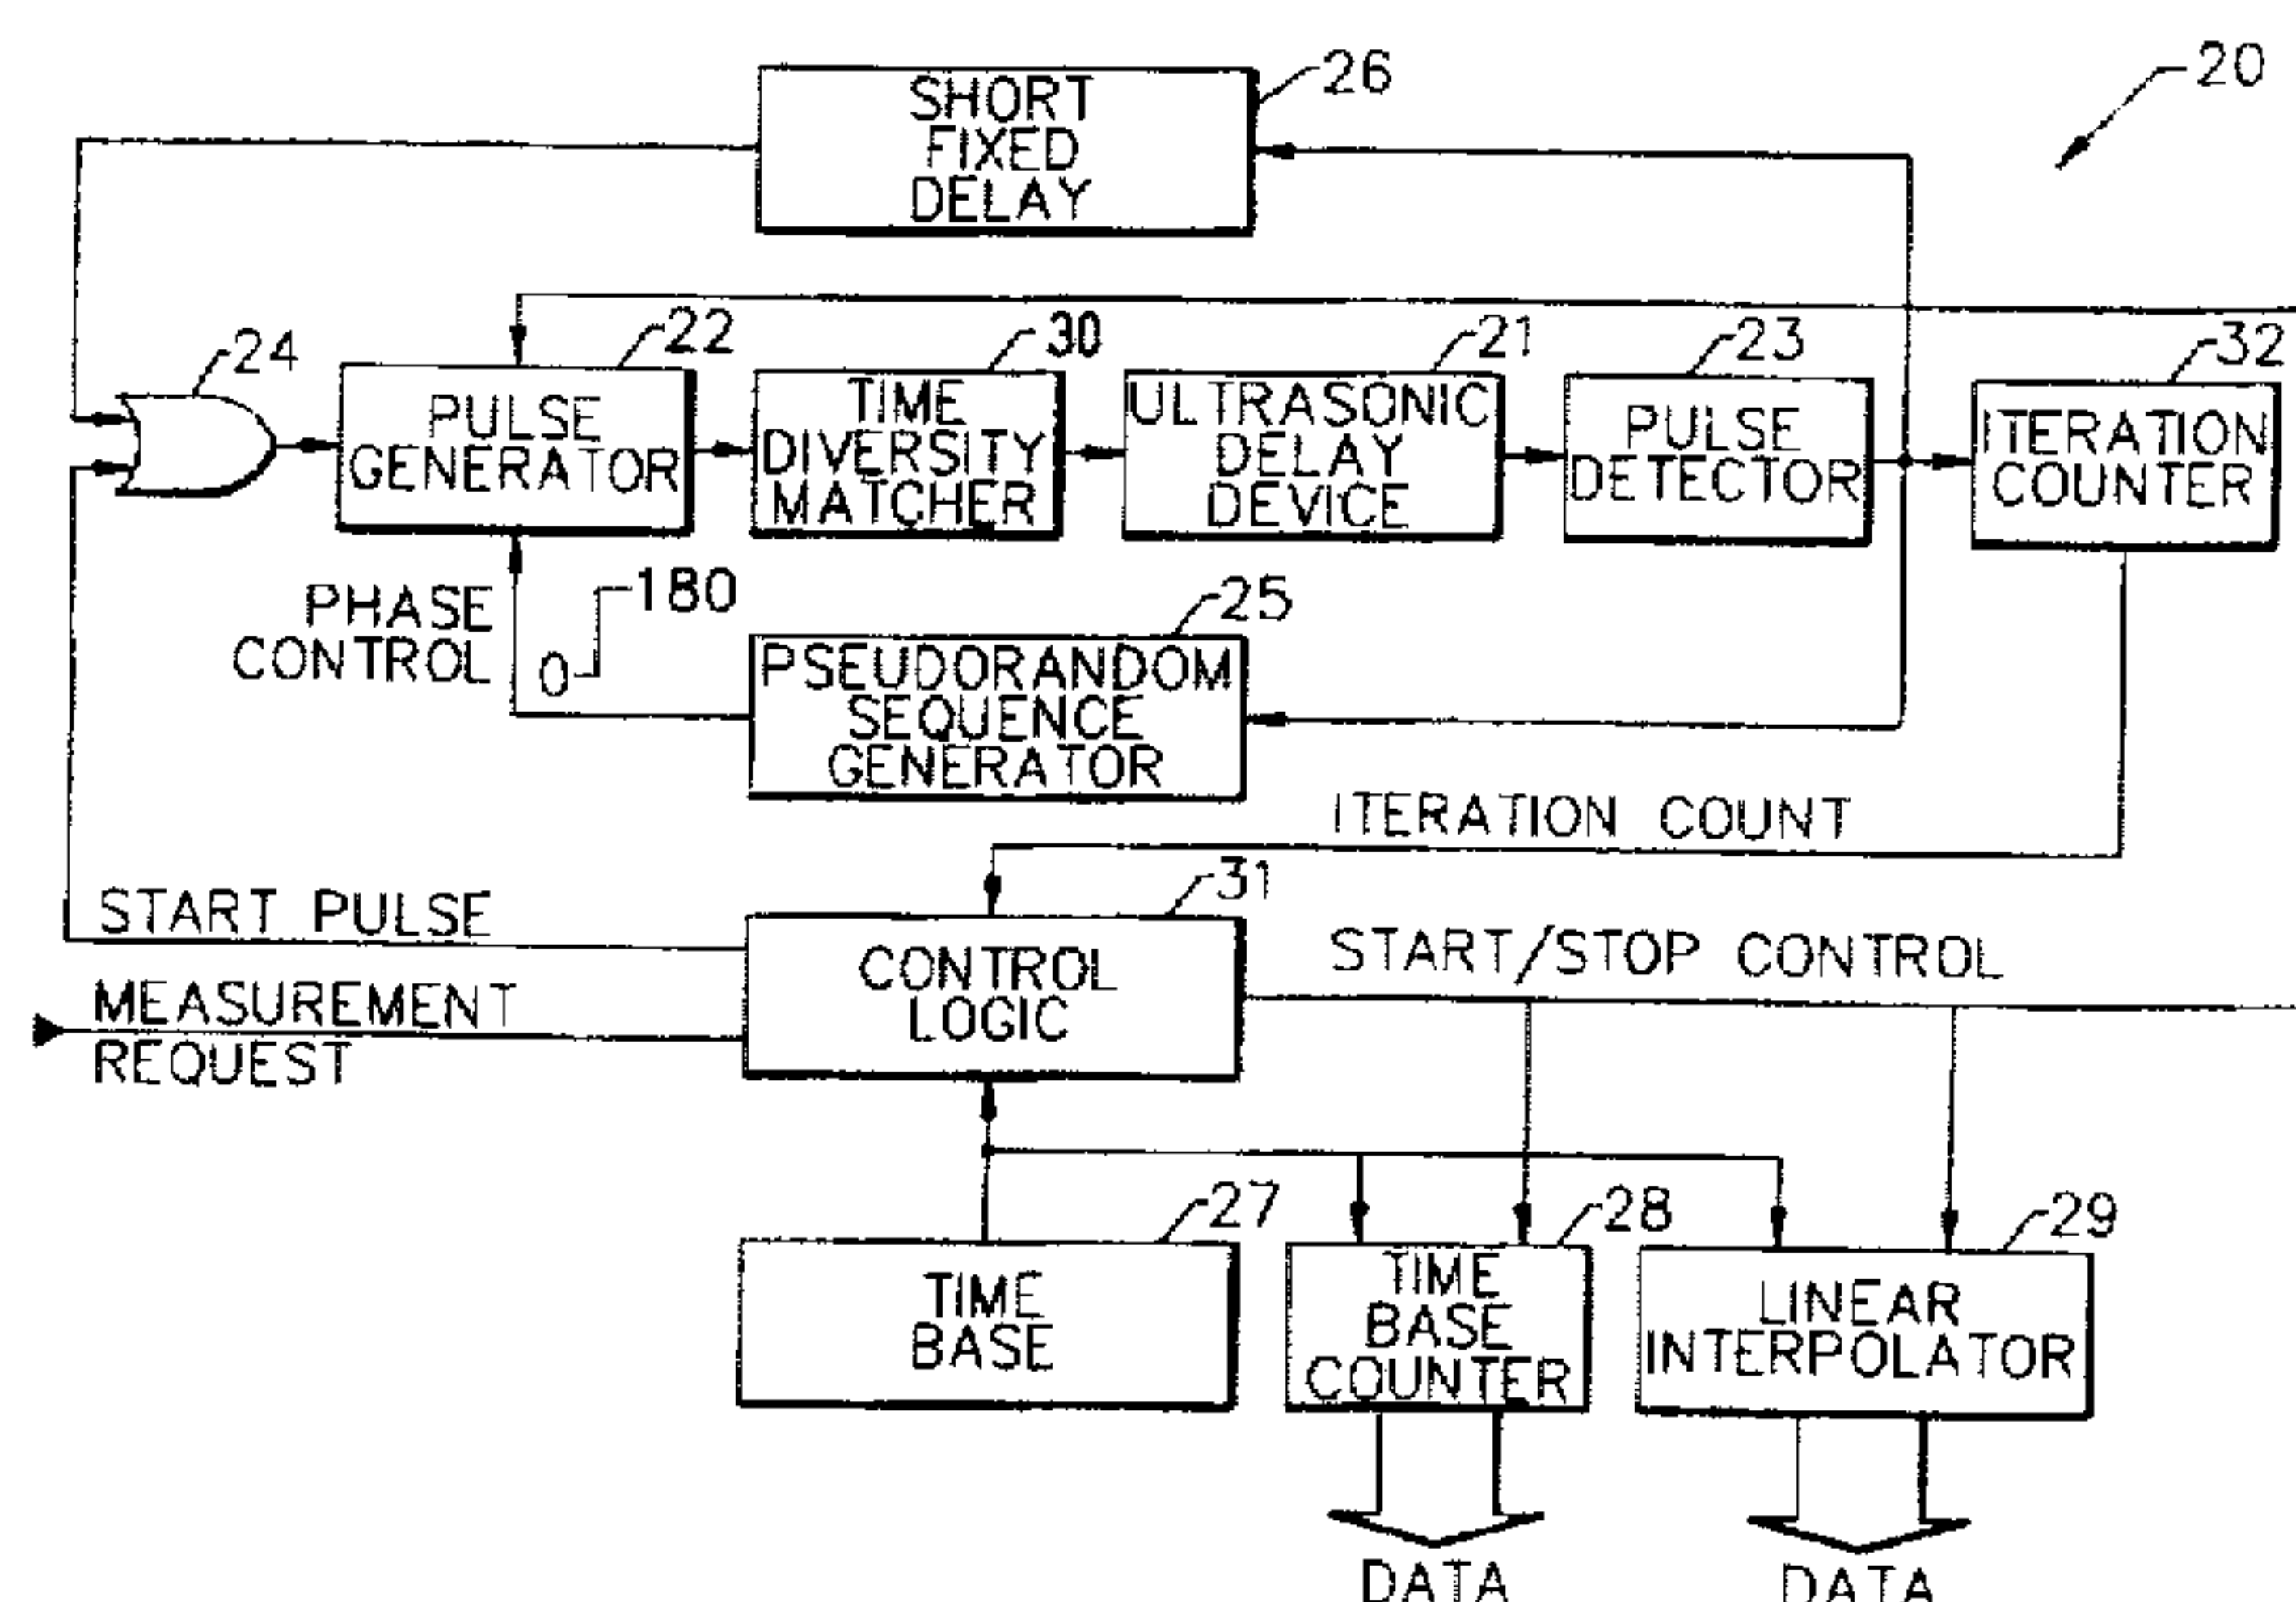 20
26
SHORT
FIXED
DELAY
24
22
PULSE
GENERATOR
30
TIME
DIVERSITY
MATCHER
21
ULTRASONIC
DELAY
DEVICE
23
PULSE
DETECTOR
32
ITERATION
COUNTER
PHASE
CONTROL
0
180
25
PSEUDORANDOM
SEQUENCE
GENERATOR
ITERATION COUNT
START PULSE
MEASUREMENT
REQUEST
31
CONTROL
LOGIC
START/STOP CONTROL
27
TIME
BASE
28
TIME
BASE
COUNTER
29
LINEAR
INTERPOLATOR
DATA
DATA